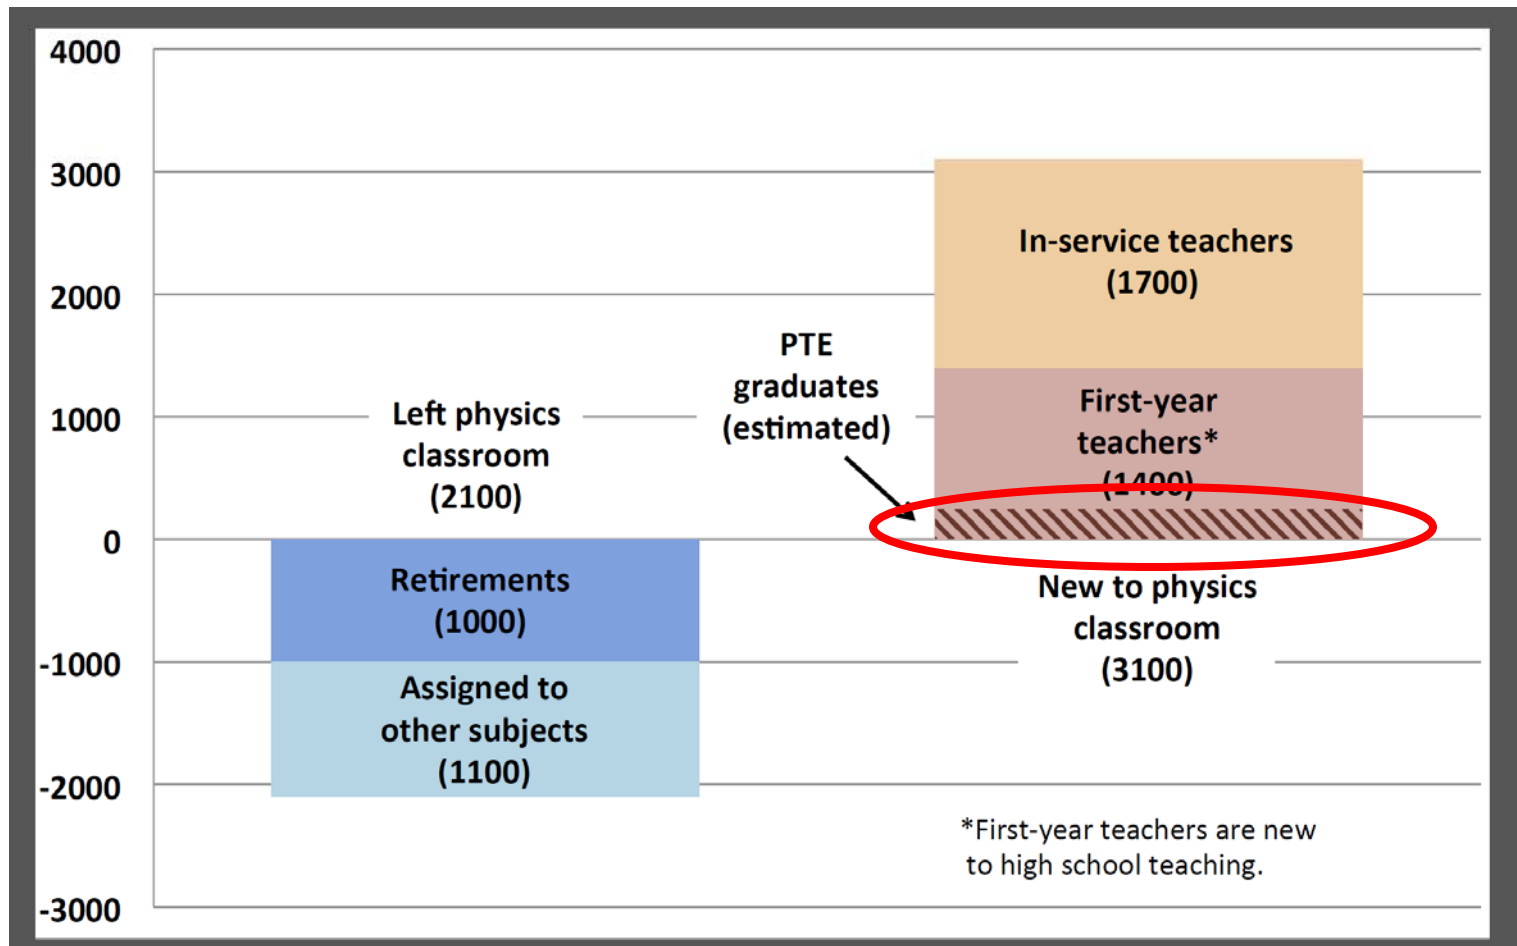 4000
3000
2000
1000
0
-1000
-2000
-3000
Left physics
classroom
(2100)
Retirements
(1000)
Assigned to
other subjects
(1100)
PTE
graduates
(estimated)
In-service teachers
(1700)
First-year
teachers*
(1400)
New to physics
classroom
(3100)
*First-year teachers are new
to high school teaching.